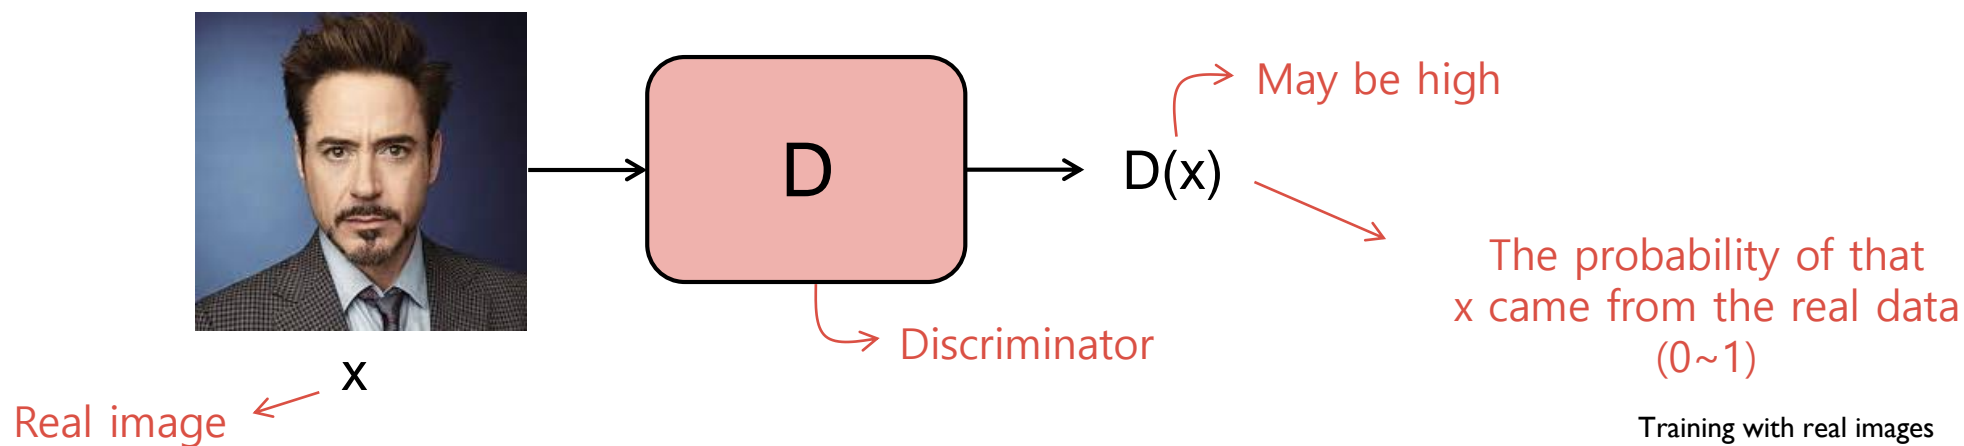 May be high
D
D(x)
The probability of that
x came from the real data
(0~1)
Discriminator
x
Real image
Training with real images